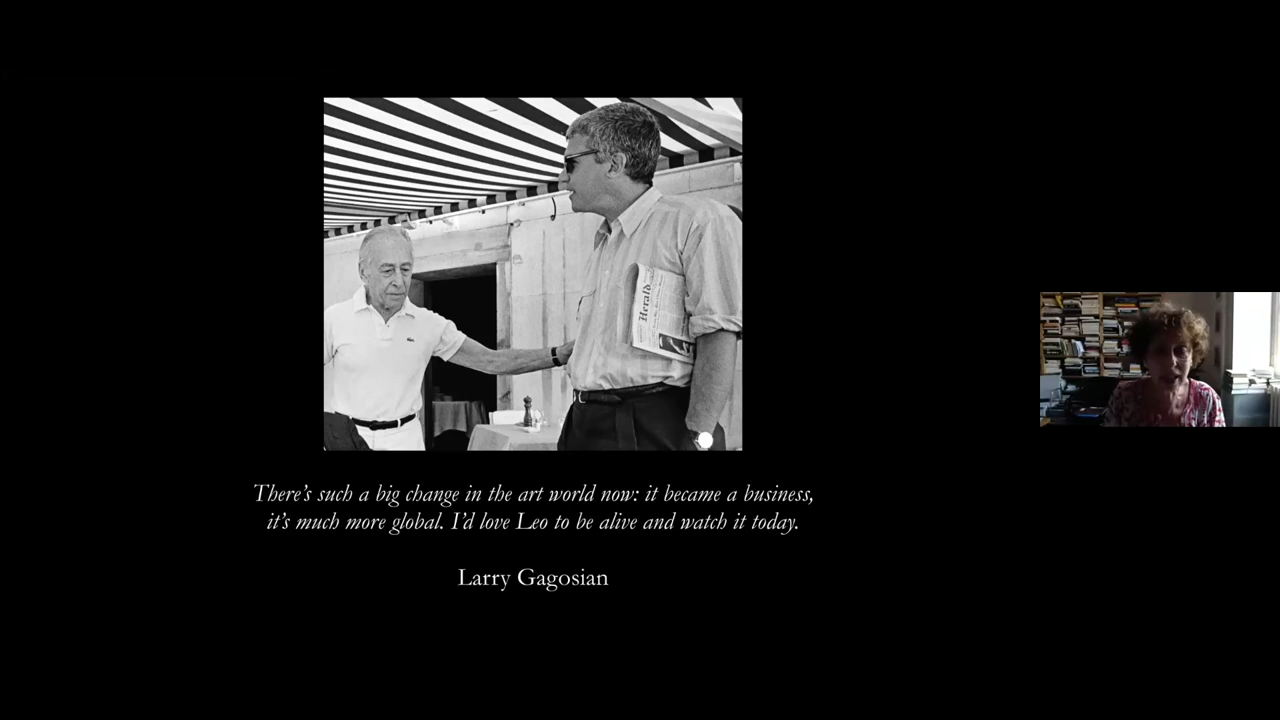 Herald
There's such a big change in the art world now: it became a business,
it's much more global. I'd love Leo to be alive and watch it today.
Larry Gagosian